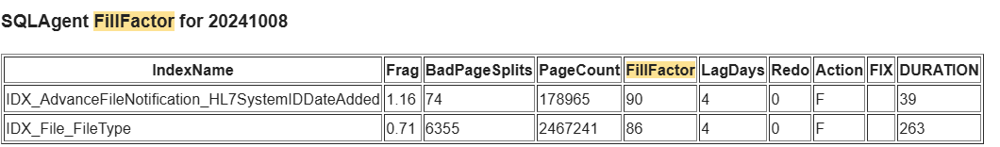 SQLAgent FillFactor for 20241008
IndexName Frag BadPageSplits PageCount FillFactor LagDays Redo Action FIX DURATION
IDX_AdvanceFileNotification_HL7SystemIDDateAdded 1.16 74 178965 90 4 0 F 39
IDX_File_FileType 0.71 6355 2467241 86 4 0 F 263